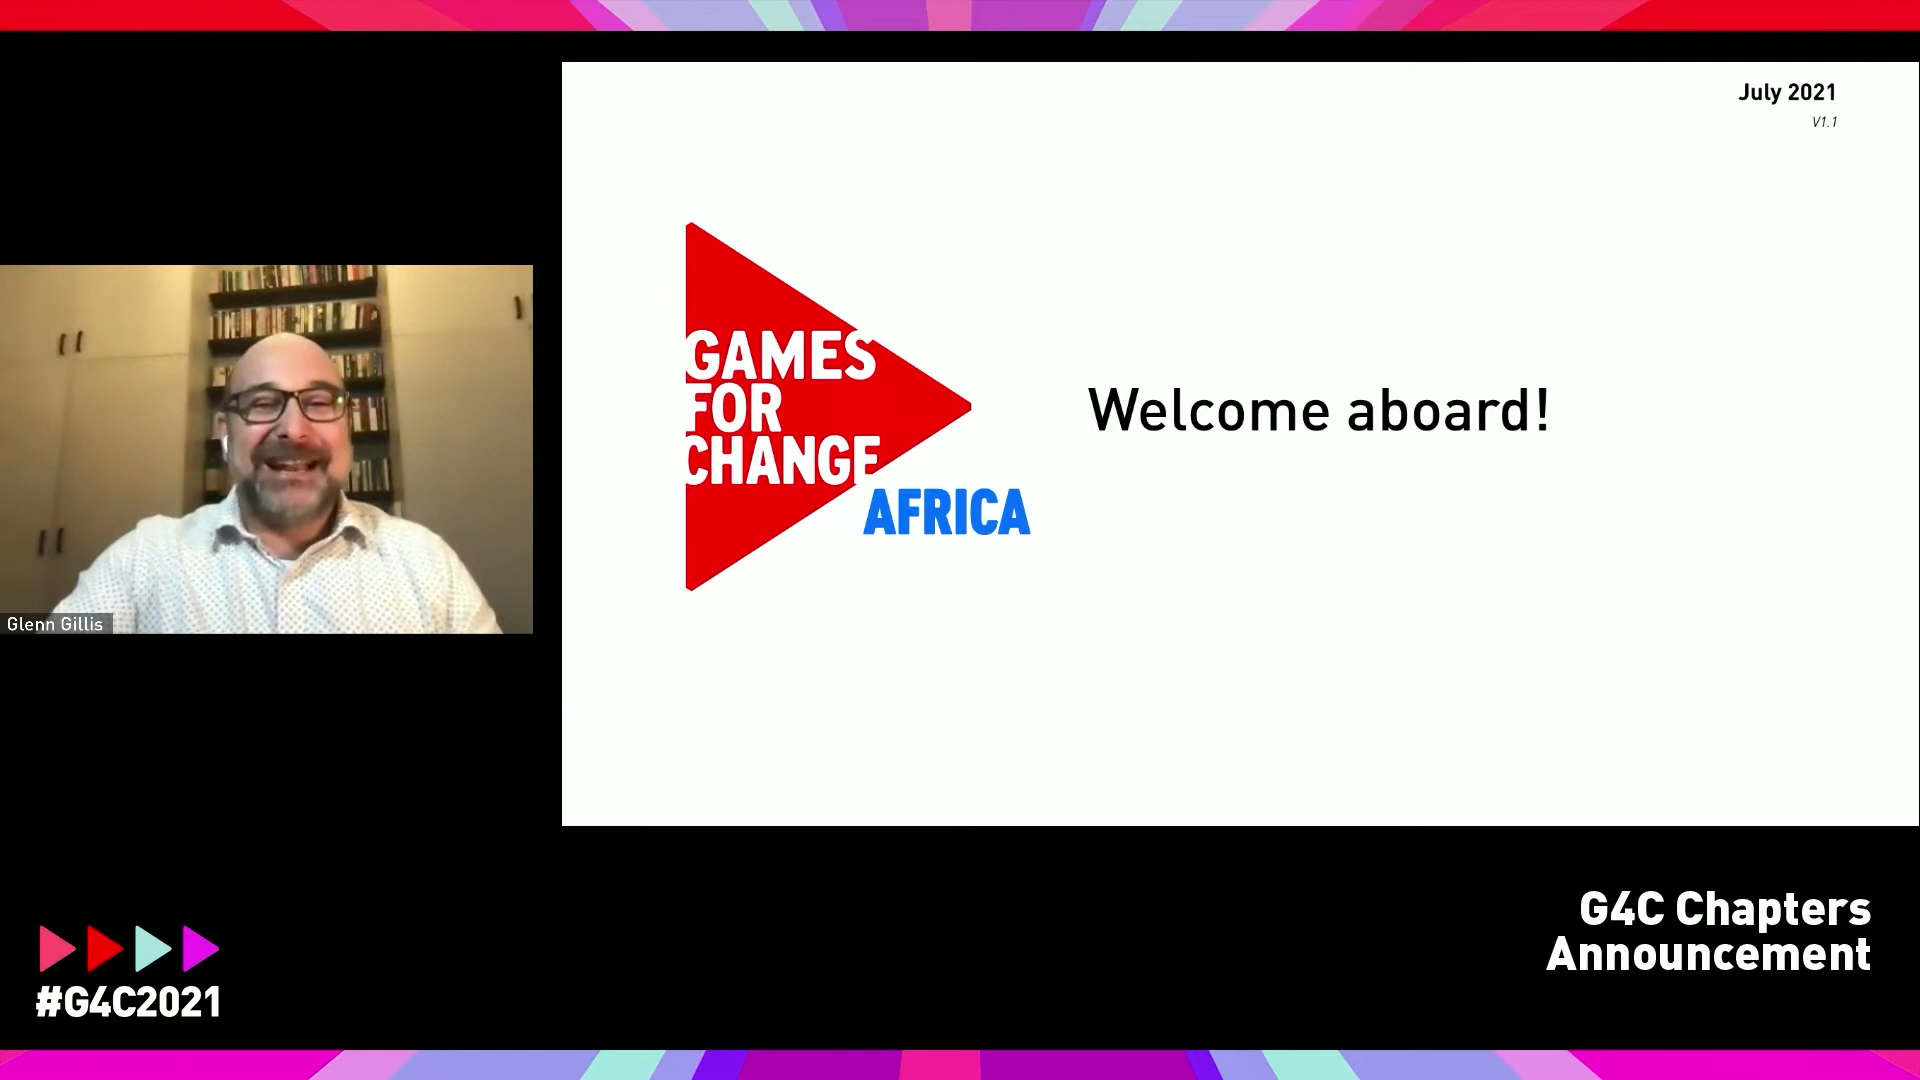 July 2021
V1.1
GAMES
FOR
CHANGE
AFRICA
Welcome aboard!
Glenn Gillis
#G4C2021
G4C Chapters
Announcement